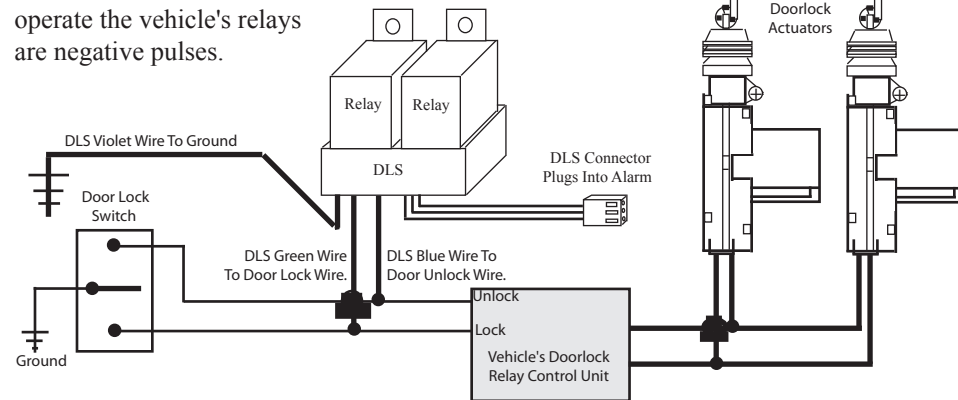 operate the vehicle's relays
are negative pulses.
Doorlock
Actuators
Relay
Relay
DLS Violet Wire To Ground
DLS
DLS Connector
Plugs Into Alarm
Door Lock
Switch
DLS Green Wire
To Door Lock Wire.
DLS Blue Wire To
Door Unlock Wire.
Unlock
Lock
Vehicle's Doorlock
Relay Control Unit
Ground